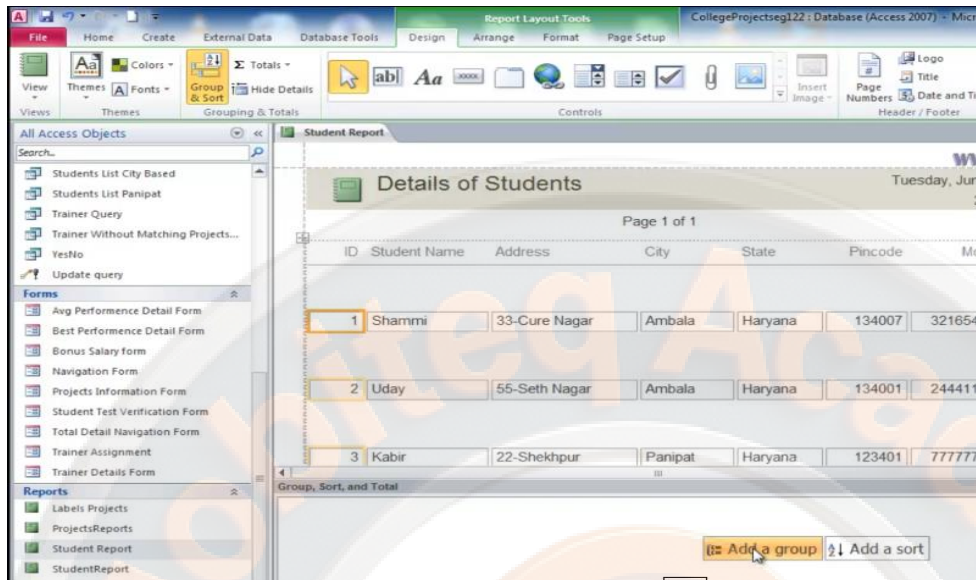 Report Layout Tools
CollegeProjectseg122 : Database (Access 2007) - Micr
File Home Create External Data Database Tools Design Arrange Format Page Setup
View
Themes
Colors
Fonts
Group & Sort
Σ Totals
Hide Details
Insert Image
Page Numbers
Logo
Title
Date and Ti
Views Themes Grouping & Totals Controls Header / Footer
All Access Objects
Search...
Students List City Based
Students List Panipat
Trainer Query
Trainer Without Matching Projects...
YesNo
Update query
Forms
Avg Performence Detail Form
Best Performence Detail Form
Bonus Salary form
Navigation Form
Projects Information Form
Student Test Verification Form
Total Detail Navigation Form
Trainer Assignment
Trainer Details Form
Reports
Labels Projects
ProjectsReports
Student Report
StudentReport
Student Report
Details of Students
Tuesday, Jun
Page 1 of 1
ID Student Name Address City State Pincode Mo
1 Shammi 33-Cure Nagar Ambala Haryana 134007 321654
2 Uday 55-Seth Nagar Ambala Haryana 134001 244411
3 Kabir 22-Shekhpur Panipat Haryana 123401 777777
Group, Sort, and Total
Add a group Add a sort